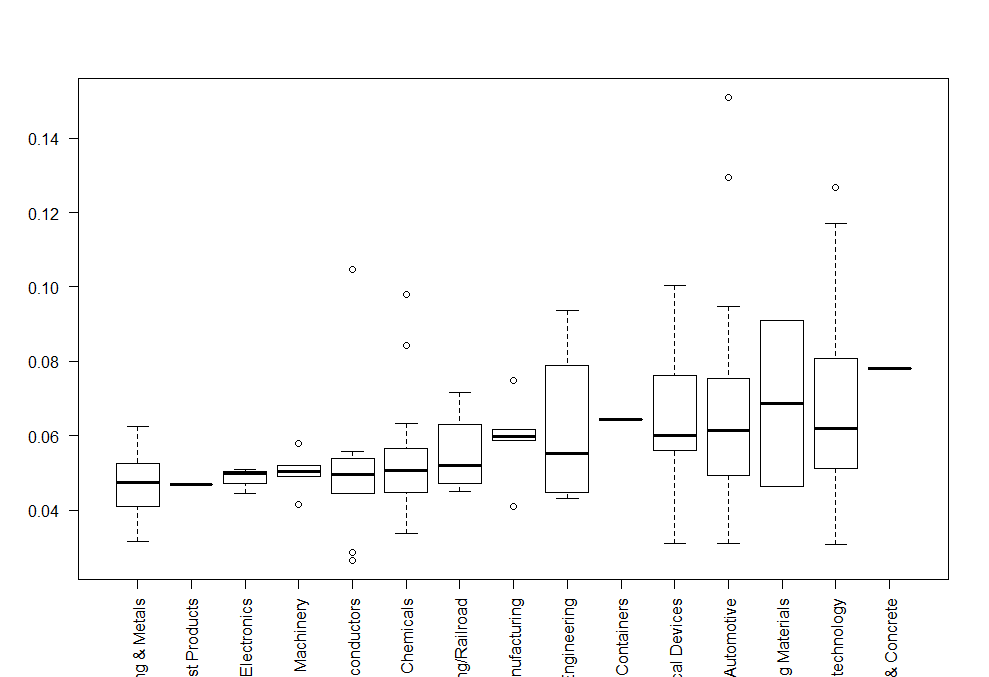 0.14
0.12
0.10
0.08
0.06
0.04
ng & Metals
st Products
Electronics
Machinery
conductors
Chemicals
ng/Railroad
nufacturing
Engineering
Containers
cal Devices
Automotive
g Materials
technology
& Concrete